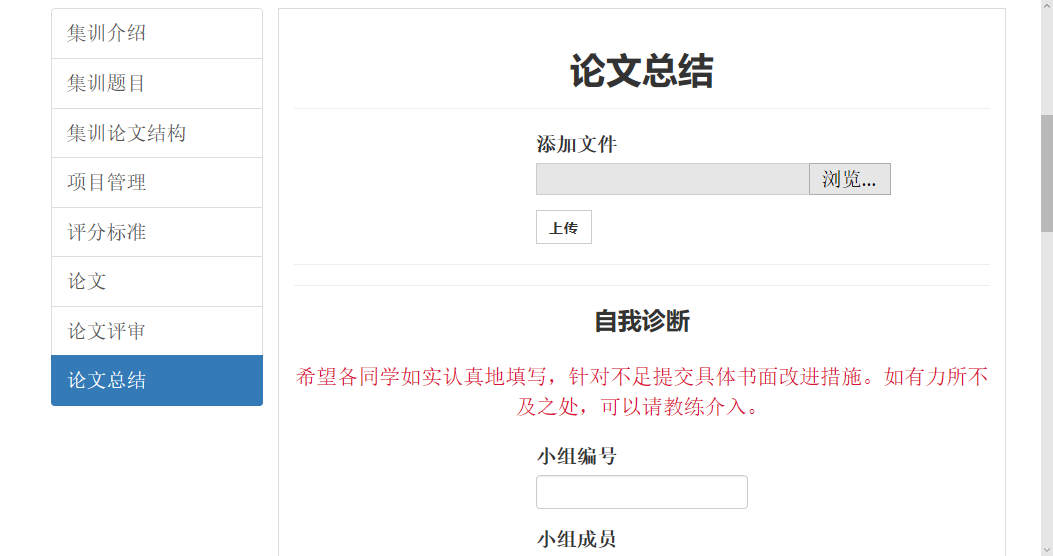 集训介绍
集训题目
集训论文结构
项目管理
评分标准
论文
论文评审
论文总结
论文总结
添加文件
浏览...
上传
自我诊断
希望各同学如实认真地填写，针对不足提交具体书面改进措施。如有力所不
及之处，可以请教练介入。
小组编号
小组成员